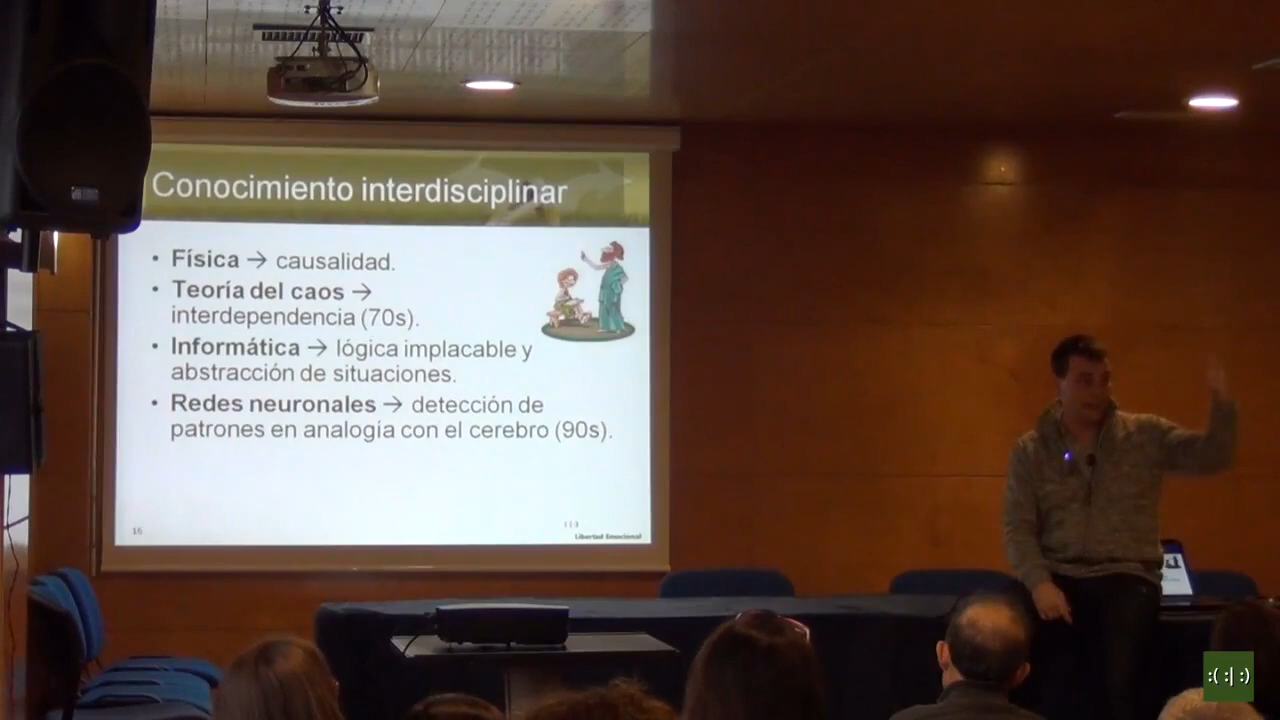 Conocimiento interdisciplinar
• Física → causalidad.
• Teoría del caos →
interdependencia (70s).
• Informática → lógica implacable y
abstracción de situaciones.
• Redes neuronales → detección de
patrones en analogía con el cerebro (90s).
16
Libertad Emocional
:( :| :)